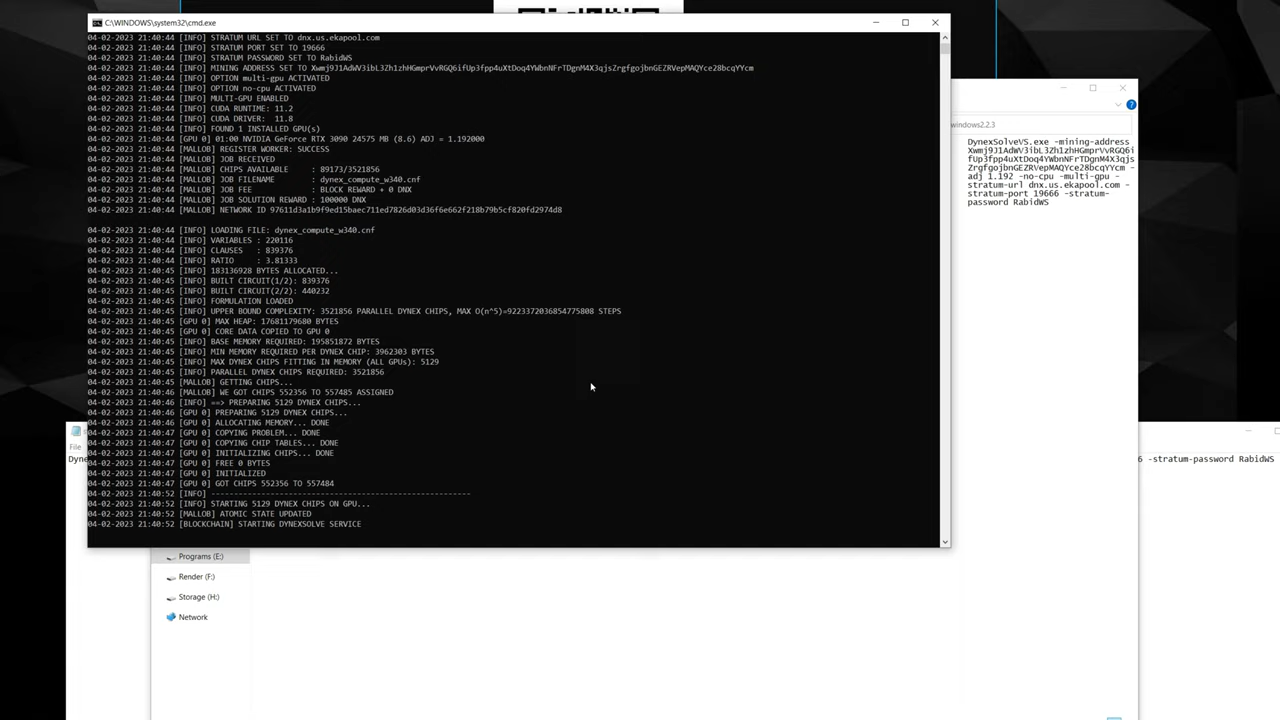 C:\WINDOWS\system32\cmd.exe
04-02-2023 21:40:44 [INFO] STRATUM URL SET TO dnx.us.ekapool.com
04-02-2023 21:40:44 [INFO] STRATUM PORT SET TO 19666
04-02-2023 21:40:44 [INFO] STRATUM PASSWORD SET TO RabidWS
04-02-2023 21:40:44 [INFO] MINING ADDRESS SET TO Xwmj9J1AdWV3ibL3Zh1zhHGmprVvRGQ6ifUp3fpp4uXtDoq4YWbnNFrTDgnM4X3qjsZrgfgojbnGEZRVepMAQYce28bcqYYcm
04-02-2023 21:40:44 [INFO] OPTION multi-gpu ACTIVATED
04-02-2023 21:40:44 [INFO] OPTION no-cpu ACTIVATED
04-02-2023 21:40:44 [INFO] MULTI-GPU ENABLED
04-02-2023 21:40:44 [INFO] CUDA RUNTIME: 11.2
04-02-2023 21:40:44 [INFO] CUDA DRIVER:  11.8
04-02-2023 21:40:44 [INFO] FOUND 1 INSTALLED GPU(s)
04-02-2023 21:40:44 [GPU 0] 01:00 NVIDIA GeForce RTX 3090 24575 MB (8.6) ADJ = 1.192000
04-02-2023 21:40:44 [MALLOB] REGISTER WORKER: SUCCESS
04-02-2023 21:40:44 [MALLOB] JOB RECEIVED
04-02-2023 21:40:44 [MALLOB] CHIPS AVAILABLE    : 89173/3521856
04-02-2023 21:40:44 [MALLOB] JOB FILENAME       : dynex_compute_w340.cnf
04-02-2023 21:40:44 [MALLOB] JOB FEE            : BLOCK REWARD + 0 DNX
04-02-2023 21:40:44 [MALLOB] JOB SOLUTION REWARD : 100000 DNX
04-02-2023 21:40:44 [MALLOB] NETWORK ID 97611d3a1b9f9ed15baec711ed7826d03d36f6e662f218b79b5cf820fd2974d8
04-02-2023 21:40:44 [INFO] LOADING FILE: dynex_compute_w340.cnf
04-02-2023 21:40:44 [INFO] VARIABLES : 220116
04-02-2023 21:40:44 [INFO] CLAUSES   : 839376
04-02-2023 21:40:44 [INFO] RATIO     : 3.81333
04-02-2023 21:40:45 [INFO] 183136928 BYTES ALLOCATED...
04-02-2023 21:40:45 [INFO] BUILT CIRCUIT(1/2): 839376
04-02-2023 21:40:45 [INFO] BUILT CIRCUIT(2/2): 440232
04-02-2023 21:40:45 [INFO] FORMULATION LOADED
04-02-2023 21:40:45 [INFO] UPPER BOUND COMPLEXITY: 3521856 PARALLEL DYNEX CHIPS, MAX O(n^5)=9223372036854775808 STEPS
04-02-2023 21:40:45 [GPU 0] MAX HEAP: 17681179680 BYTES
04-02-2023 21:40:45 [GPU 0] CORE DATA COPIED TO GPU 0
04-02-2023 21:40:45 [INFO] BASE MEMORY REQUIRED: 195851872 BYTES
04-02-2023 21:40:45 [INFO] MIN MEMORY REQUIRED PER DYNEX CHIP: 3962303 BYTES
04-02-2023 21:40:45 [INFO] MAX DYNEX CHIPS FITTING IN MEMORY (ALL GPUs): 5129
04-02-2023 21:40:45 [INFO] PARALLEL DYNEX CHIPS REQUIRED: 3521856
04-02-2023 21:40:45 [MALLOB] GETTING CHIPS...
04-02-2023 21:40:46 [MALLOB] WE GOT CHIPS 552356 TO 557485 ASSIGNED
04-02-2023 21:40:46 [INFO] ==> PREPARING 5129 DYNEX CHIPS...
04-02-2023 21:40:46 [GPU 0] PREPARING 5129 DYNEX CHIPS...
04-02-2023 21:40:46 [GPU 0] ALLOCATING MEMORY... DONE
04-02-2023 21:40:47 [GPU 0] COPYING PROBLEM... DONE
04-02-2023 21:40:47 [GPU 0] COPYING CHIP TABLES... DONE
04-02-2023 21:40:47 [GPU 0] INITIALIZING CHIPS... DONE
04-02-2023 21:40:47 [GPU 0] FREE 0 BYTES
04-02-2023 21:40:47 [GPU 0] INITIALIZED
04-02-2023 21:40:47 [GPU 0] GOT CHIPS 552356 TO 557484
04-02-2023 21:40:52 [INFO] ------------------------------------------------------
04-02-2023 21:40:52 [INFO] STARTING 5129 DYNEX CHIPS ON GPU...
04-02-2023 21:40:52 [MALLOB] ATOMIC STATE UPDATED
04-02-2023 21:40:52 [BLOCKCHAIN] STARTING DYNEXSOLVE SERVICE
windows2.2.3
DynexSolveVS.exe -mining-address
Xwmj9J1AdWV3ibL3Zh1zhHGmprVvRGQ6i
fUp3fpp4uXtDoq4YWbnNFrTDgnM4X3qjs
ZrgfgojbnGEZRVepMAQYce28bcqYYcm -
adj 1.192 -no-cpu -multi-gpu -
stratum-url dnx.us.ekapool.com -
stratum-port 19666 -stratum-
password RabidWS
File
Dyne
6 -stratum-password RabidWS
Programs (E:)
Render (F:)
Storage (H:)
Network